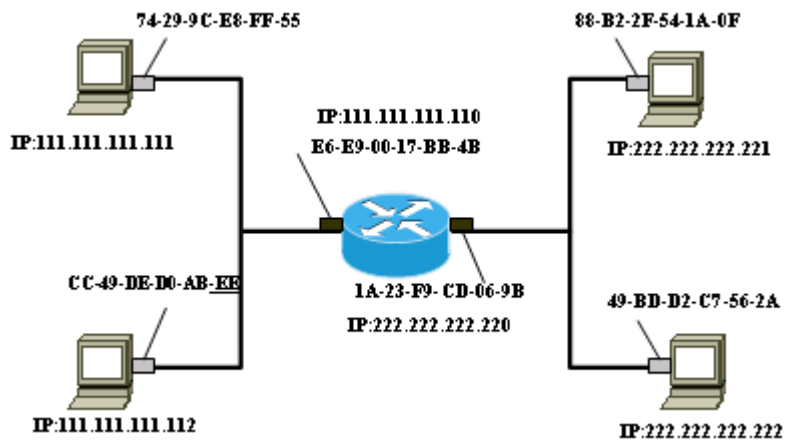 74-29-9C-E8-FF-55
88-B2-2F-54-1A-0F
IP:111.111.111.111
IP:111.111.111.110
E6-E9-00-17-BB-4B
IP:222.222.222.221
CC-49-DE-D0-AB-EE
1A-23-F9-CD-06-9B
IP:222.222.222.220
49-BD-D2-C7-56-2A
IP:111.111.111.112
IP:222.222.222.222